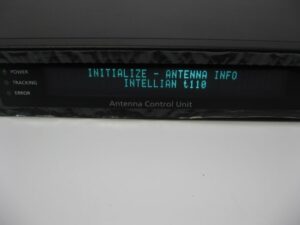 INITIALIZE - ANTENNA INFO
INTELLIAN t110
POWER
TRACKING
ERROR
Antenna Control Unit